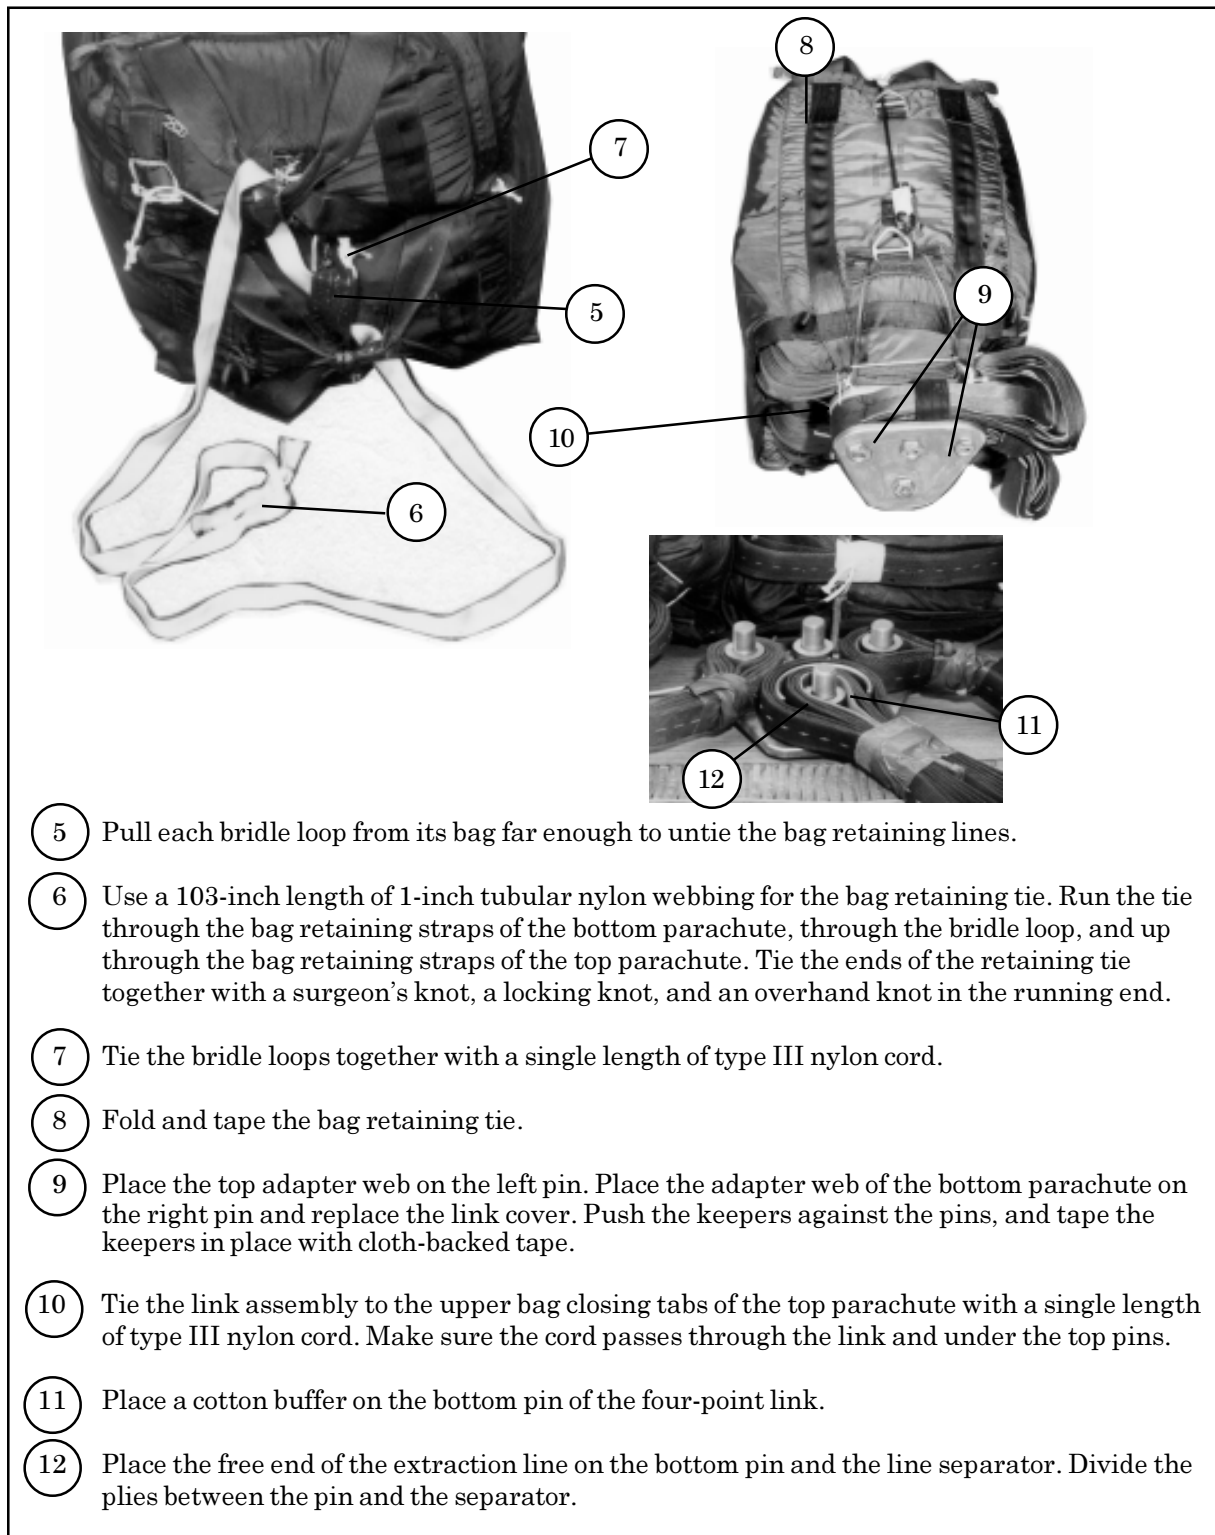 8
7
9
5
10
6
11
12
5 Pull each bridle loop from its bag far enough to untie the bag retaining lines.
6 Use a 103-inch length of 1-inch tubular nylon webbing for the bag retaining tie. Run the tie
through the bag retaining straps of the bottom parachute, through the bridle loop, and up
through the bag retaining straps of the top parachute. Tie the ends of the retaining tie
together with a surgeon's knot, a locking knot, and an overhand knot in the running end.
7 Tie the bridle loops together with a single length of type III nylon cord.
8 Fold and tape the bag retaining tie.
9 Place the top adapter web on the left pin. Place the adapter web of the bottom parachute on
the right pin and replace the link cover. Push the keepers against the pins, and tape the
keepers in place with cloth-backed tape.
10 Tie the link assembly to the upper bag closing tabs of the top parachute with a single length
of type III nylon cord. Make sure the cord passes through the link and under the top pins.
11 Place a cotton buffer on the bottom pin of the four-point link.
12 Place the free end of the extraction line on the bottom pin and the line separator. Divide the
plies between the pin and the separator.